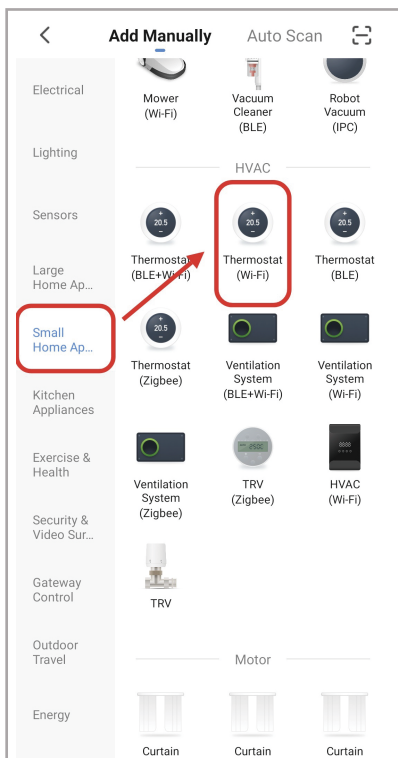 Add Manually
Auto Scan
Electrical
Lighting
Sensors
Large
Home Ap...
Small
Home Ap...
Kitchen
Appliances
Exercise &
Health
Security &
Video Sur...
Gateway
Control
Outdoor
Travel
Energy
Mower
(Wi-Fi)
Vacuum
Cleaner
(BLE)
Robot
Vacuum
(IPC)
HVAC
+
20.5
−
Thermostat
(BLE+Wi-Fi)
+
20.5
−
Thermostat
(Wi-Fi)
+
20.5
−
Thermostat
(BLE)
+
20.5
−
Thermostat
(Zigbee)
Ventilation
System
(BLE+Wi-Fi)
Ventilation
System
(Wi-Fi)
Ventilation
System
(Zigbee)
TRV
(Zigbee)
88:88
HVAC
(Wi-Fi)
TRV
Motor
Curtain
Curtain
Curtain